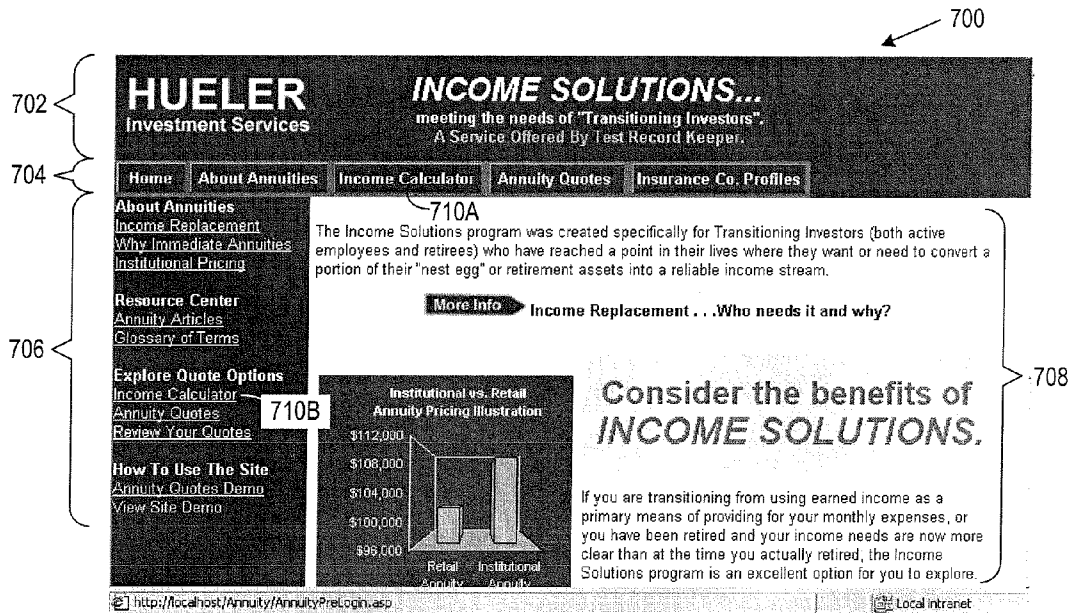 700
702
HUELER
Investment Services
INCOME SOLUTIONS...
meeting the needs of "Transitioning Investors".
A Service Offered By Test Record Keeper.
704
Home About Annuities Income Calculator Annuity Quotes Insurance Co. Profiles
710A
706
About Annuities
Income Replacement
Why Immediate Annuities
Institutional Pricing
Resource Center
Annuity Articles
Glossary of Terms
Explore Quote Options
Income Calculator
710B
Annuity Quotes
Review Your Quotes
How To Use The Site
Annuity Quotes Demo
View Site Demo
708
The Income Solutions program was created specifically for Transitioning Investors (both active
employees and retirees) who have reached a point in their lives where they want or need to convert a
portion of their "nest egg" or retirement assets into a reliable income stream.
More Info Income Replacement . . .Who needs it and why?
Institutional vs. Retail
Annuity Pricing Illustration
$112,000
$108,000
$104,000
$100,000
$96,000
Retail Institutional
Annuity Annuity
Consider the benefits of
INCOME SOLUTIONS.
If you are transitioning from using earned income as a
primary means of providing for your monthly expenses, or
you have been retired and your income needs are now more
clear than at the time you actually retired, the Income
Solutions program is an excellent option for you to explore.
http://localhost/Annuity/AnnuityPreLogin.asp
Local intranet